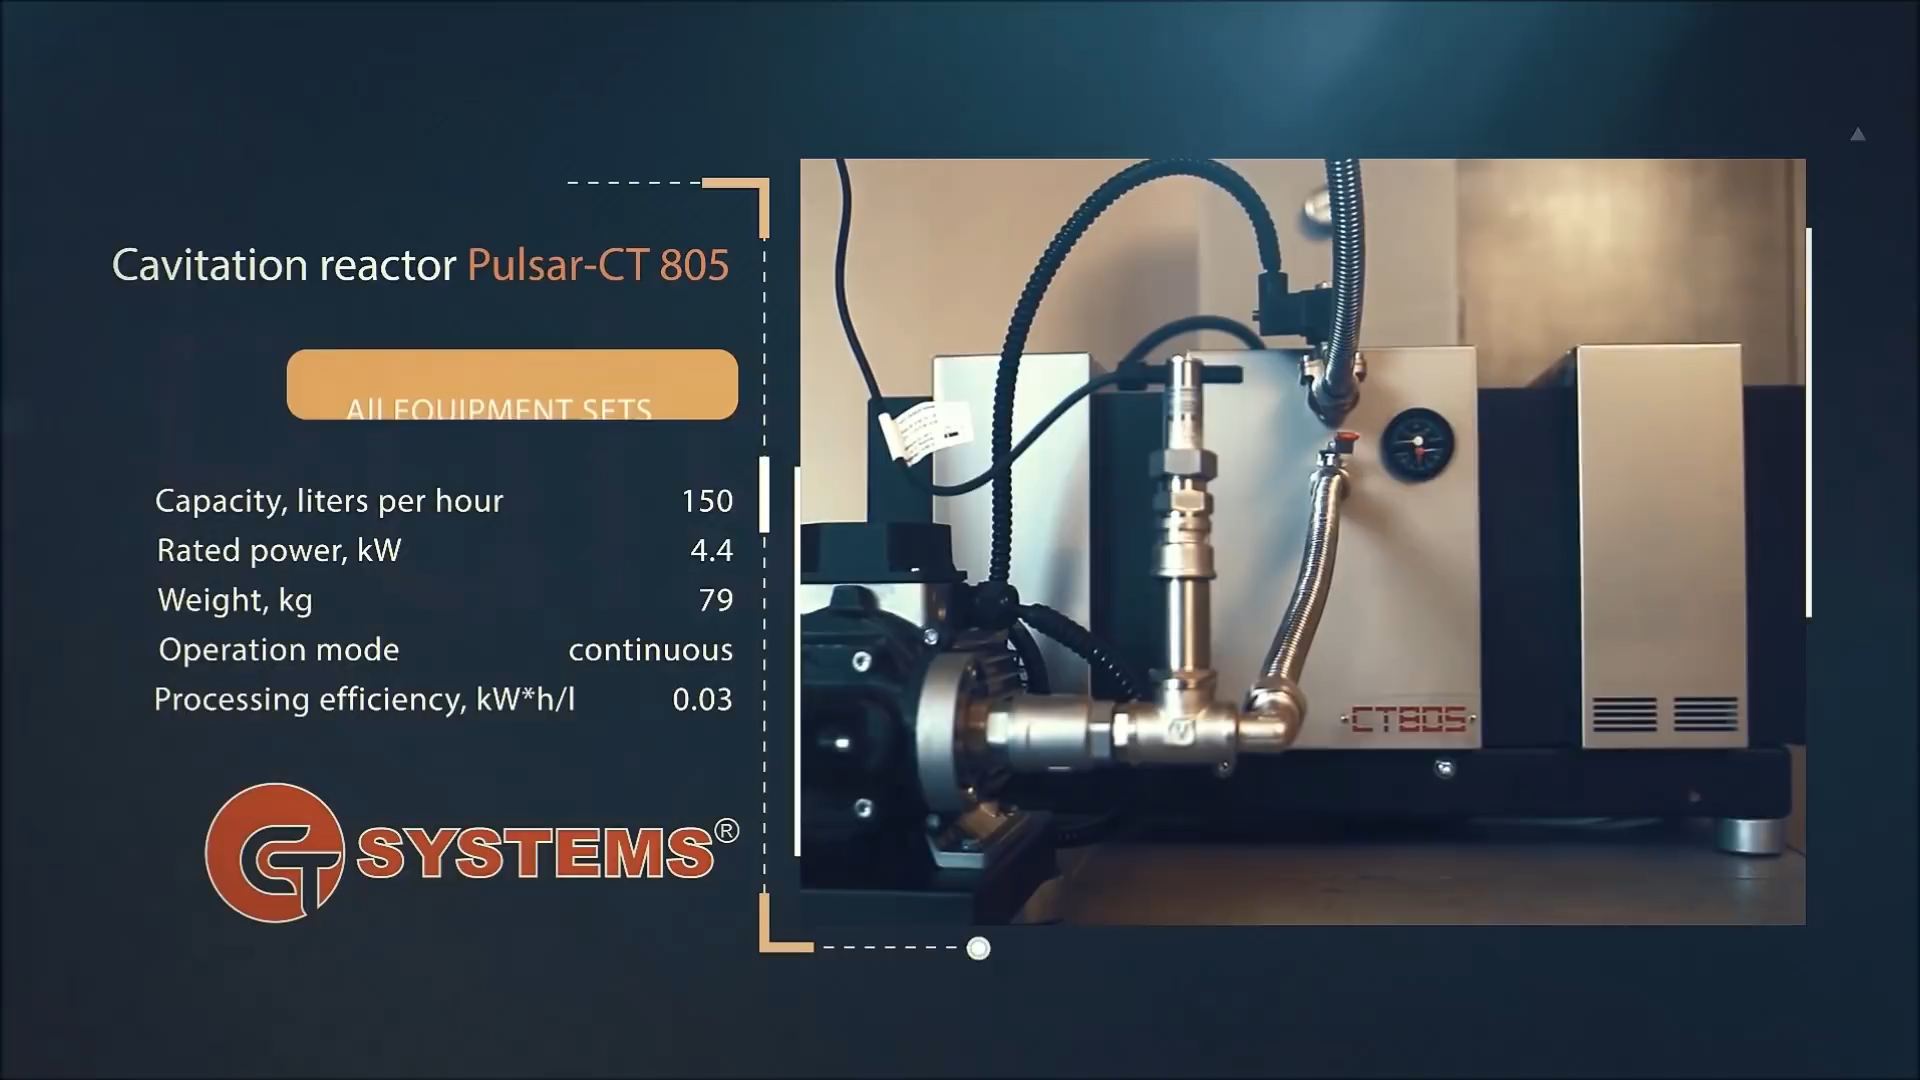 Cavitation reactor Pulsar-CT 805
All EQUIPMENT SETS
Capacity, liters per hour 150
Rated power, kW 4.4
Weight, kg 79
Operation mode continuous
Processing efficiency, kW*h/l 0.03
CT SYSTEMS®
CT805